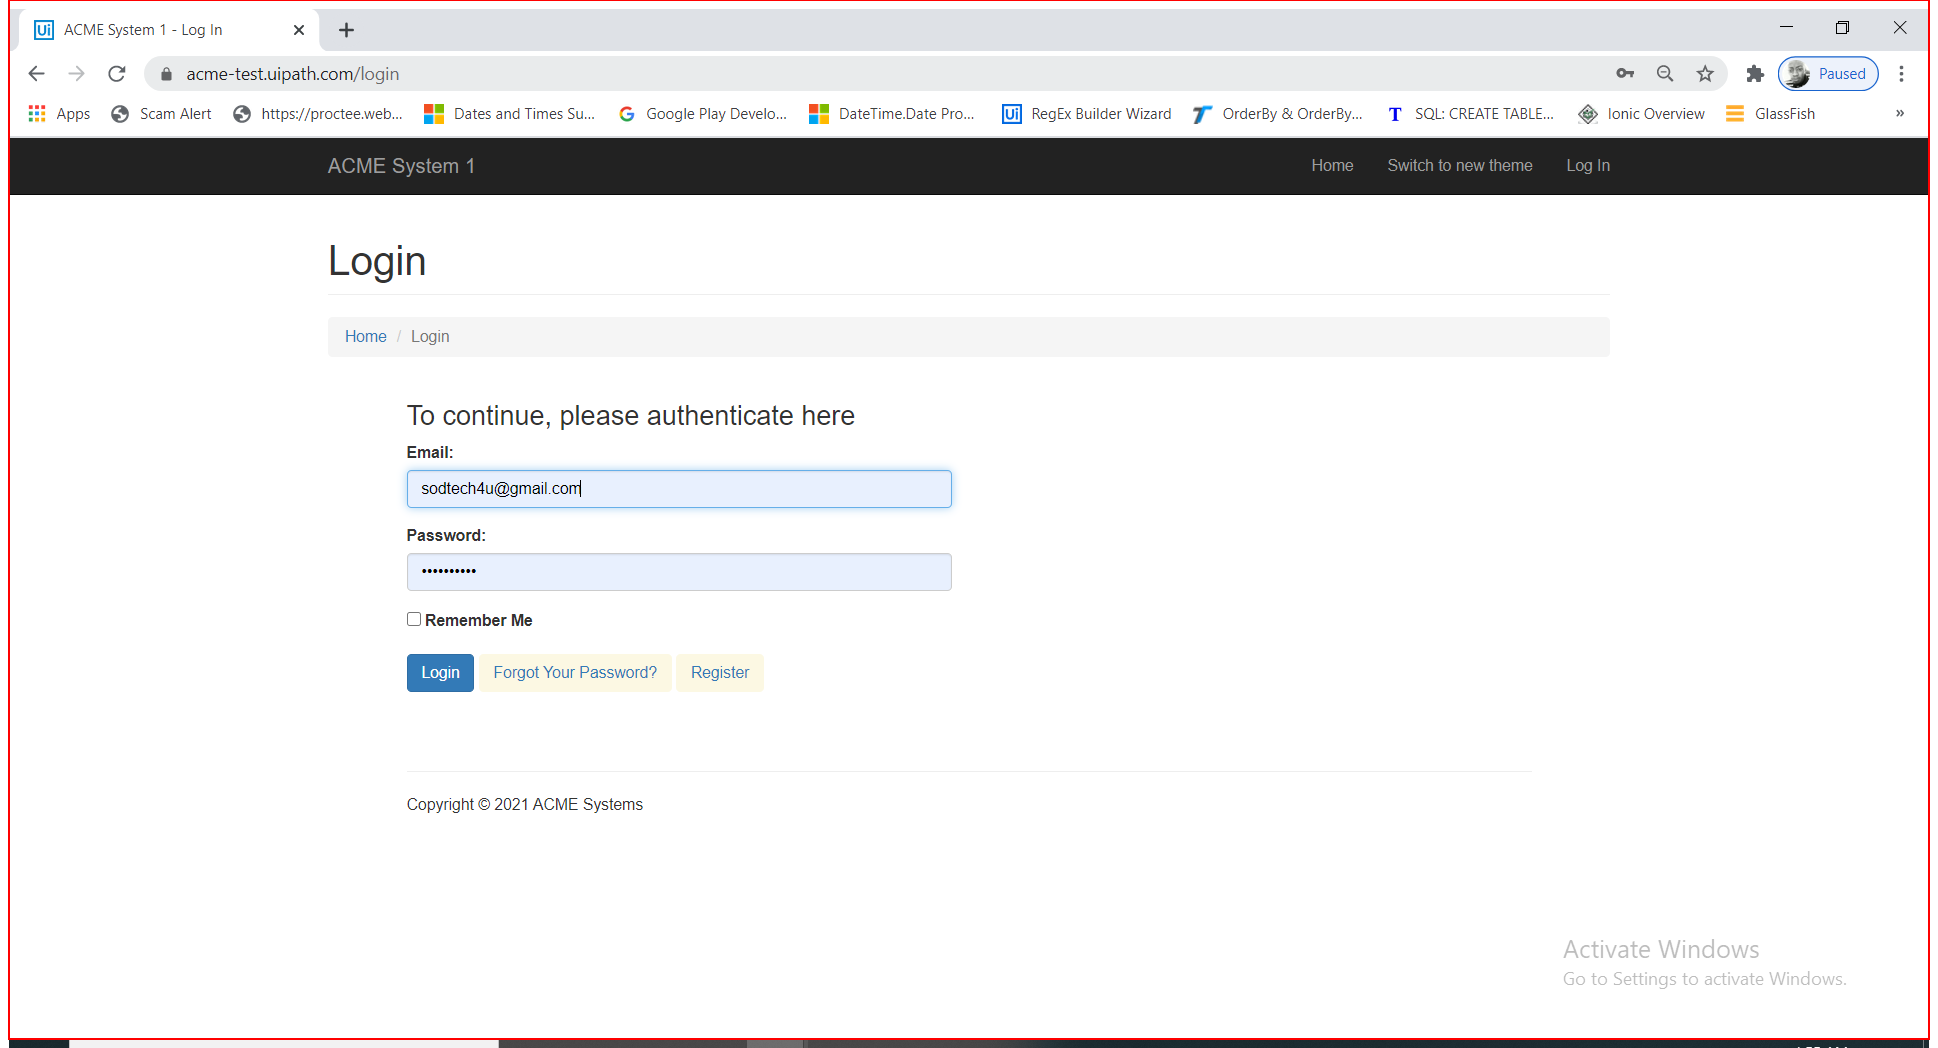 Ui ACME System 1 - Log In
acme-test.uipath.com/login
Paused
Apps Scam Alert https://proctee.web... Dates and Times Su... Google Play Develo... DateTime.Date Pro... Ui RegEx Builder Wizard OrderBy & OrderBy... T SQL: CREATE TABLE... Ionic Overview GlassFish »
ACME System 1 Home Switch to new theme Log In
Login
Home / Login
To continue, please authenticate here
Email:
sodtech4u@gmail.com
Password:
••••••••••
Remember Me
Login Forgot Your Password? Register
Copyright © 2021 ACME Systems
Activate Windows
Go to Settings to activate Windows.